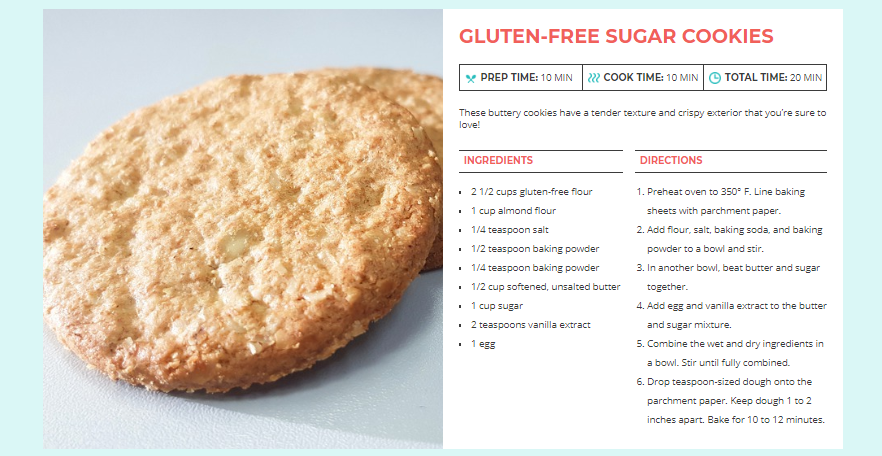 GLUTEN-FREE SUGAR COOKIES
PREP TIME: 10 MIN
COOK TIME: 10 MIN
TOTAL TIME: 20 MIN
These buttery cookies have a tender texture and crispy exterior that you're sure to
love!
INGREDIENTS
2 1/2 cups gluten-free flour
1 cup almond flour
1/4 teaspoon salt
1/2 teaspoon baking powder
1/4 teaspoon baking powder
1/2 cup softened, unsalted butter
1 cup sugar
2 teaspoons vanilla extract
1 egg
DIRECTIONS
1. Preheat oven to 350° F. Line baking
sheets with parchment paper.
2. Add flour, salt, baking soda, and baking
powder to a bowl and stir.
3. In another bowl, beat butter and sugar
together.
4. Add egg and vanilla extract to the butter
and sugar mixture.
5. Combine the wet and dry ingredients in
a bowl. Stir until fully combined.
6. Drop teaspoon-sized dough onto the
parchment paper. Keep dough 1 to 2
inches apart. Bake for 10 to 12 minutes.